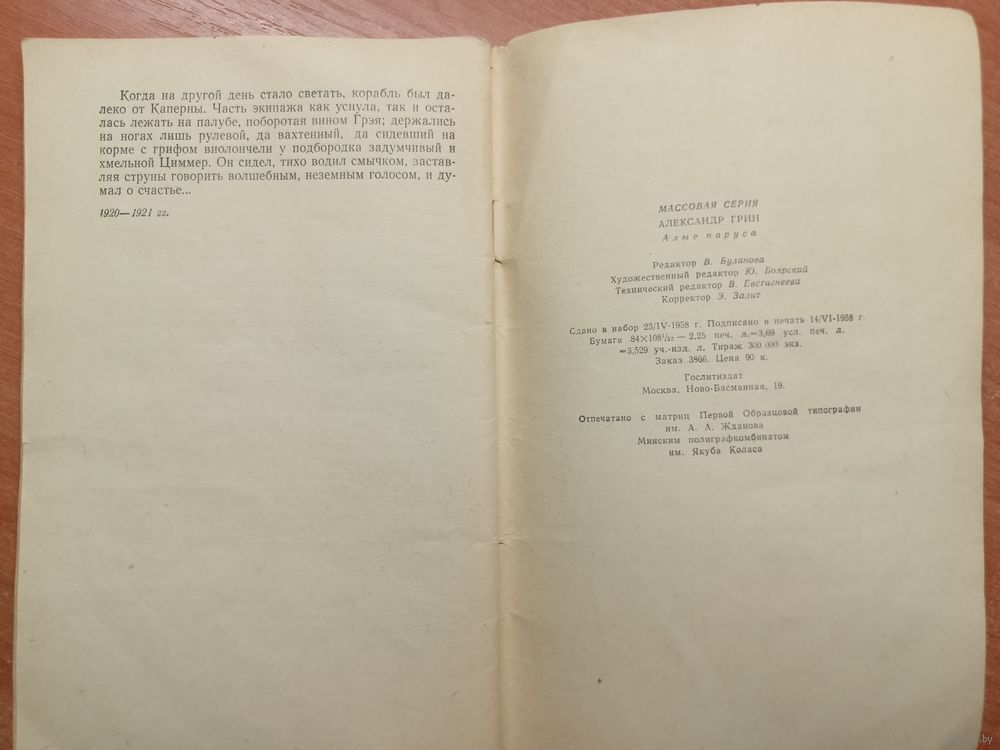 Когда на другой день стало светать, корабль был да-
леко от Каперны. Часть экипажа как уснула, так и оста-
лась лежать на палубе, поборотая вином Грэя; держались
на ногах лишь рулевой, да вахтенный, да сидевший на
корме с грифом виолончели у подбородка задумчивый и
хмельной Циммер. Он сидел, тихо водил смычком, застав-
ляя струны говорить волшебным, неземным голосом, и ду-
мал о счастье...
1920—1921 гг.
МАССОВАЯ СЕРИЯ
АЛЕКСАНДР ГРИН
Алые паруса
Редактор В. Буланова
Художественный редактор Ю. Боярский
Технический редактор В. Евстигнеева
Корректор Э. Залит
Сдано в набор 23/IV-1958 г. Подписано в печать 14/VI-1958 г.
Бумага 84×108¹/₃₂ — 2,25 печ. л.=3,69 усл. печ. л.
=3,529 уч.-изд. л. Тираж 300 000 экз.
Заказ 3866. Цена 90 к.
Гослитиздат
Москва, Ново-Басманная, 19.
Отпечатано с матриц Первой Образцовой типографии
им. А. А. Жданова
Минским полиграфкомбинатом
им. Якуба Коласа